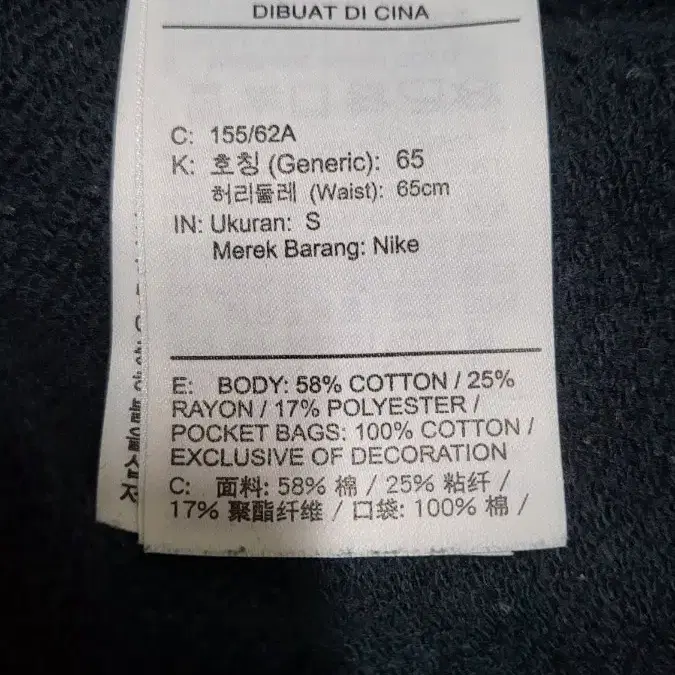 DIBUAT DI CINA
C: 155/62A
K: 호칭 (Generic): 65
허리둘레 (Waist): 65cm
IN: Ukuran: S
Merek Barang: Nike
E: BODY: 58% COTTON / 25%
RAYON / 17% POLYESTER /
POCKET BAGS: 100% COTTON /
EXCLUSIVE OF DECORATION
C: 面料: 58% 棉 / 25% 粘纤 /
17% 聚酯纤维 / 口袋: 100% 棉 /